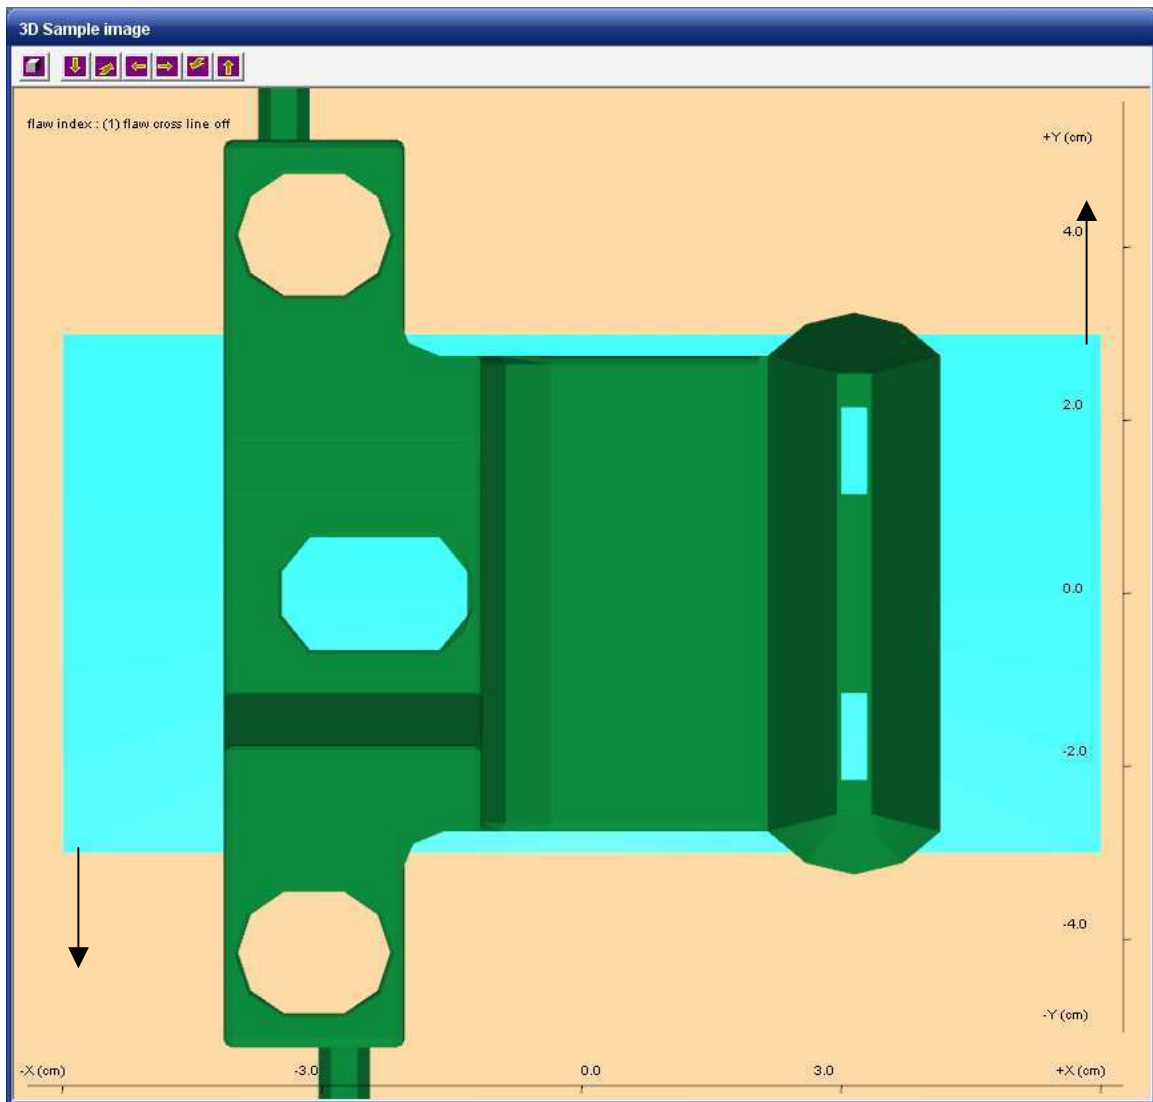 3D Sample image
flaw index : (1) flaw cross line off
+Y (cm)
4.0
2.0
0.0
-2.0
-4.0
-Y (cm)
-X (cm) -3.0 0.0 3.0 +X (cm)